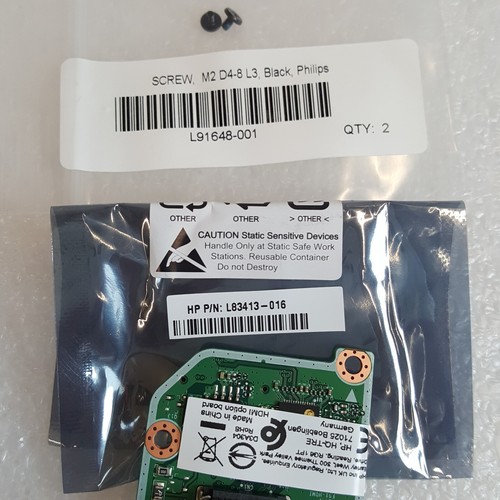 SCREW, M2 D4-8 L3, Black, Philips
L91648-001
QTY: 2
OTHER OTHER > OTHER <
CAUTION Static Sensitive Devices
Handle Only at Static Safe Work
Stations. Reusable Container
Do not Destroy
HP P/N: L83413-016
HP, HQ-TRE
71025 Boeblingen
Germany
HDMI option board
Made in China
D3A304
RoHS